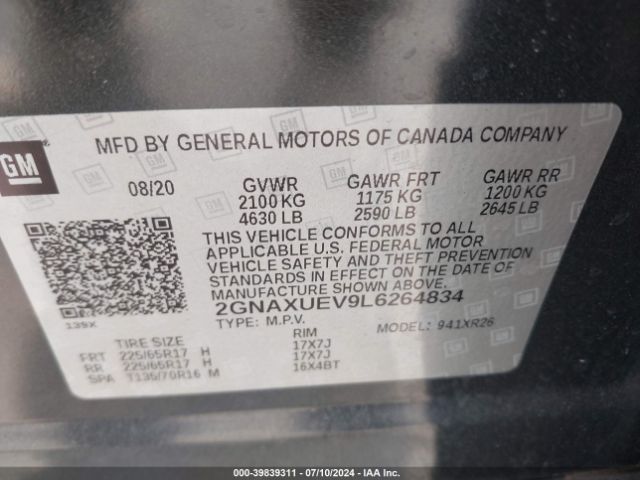 GM
MFD BY GENERAL MOTORS OF CANADA COMPANY
08/20 GVWR GAWR FRT GAWR RR
2100 KG 1175 KG 1200 KG
4630 LB 2590 LB 2645 LB
THIS VEHICLE CONFORMS TO ALL
APPLICABLE U.S. FEDERAL MOTOR
VEHICLE SAFETY AND THEFT PREVENTION
STANDARDS IN EFFECT ON THE DATE OF
MANUFACTURE SHOWN ABOVE.
2GNAXUEV9L6264834
139X
TYPE: M.P.V. MODEL: 941XR26
TIRE SIZE RIM
FRT 225/65R17 H 17X7J
RR 225/65R17 H 17X7J
SPA T135/70R16 M 16X4BT
000-39839311 - 07/10/2024 - IAA Inc.